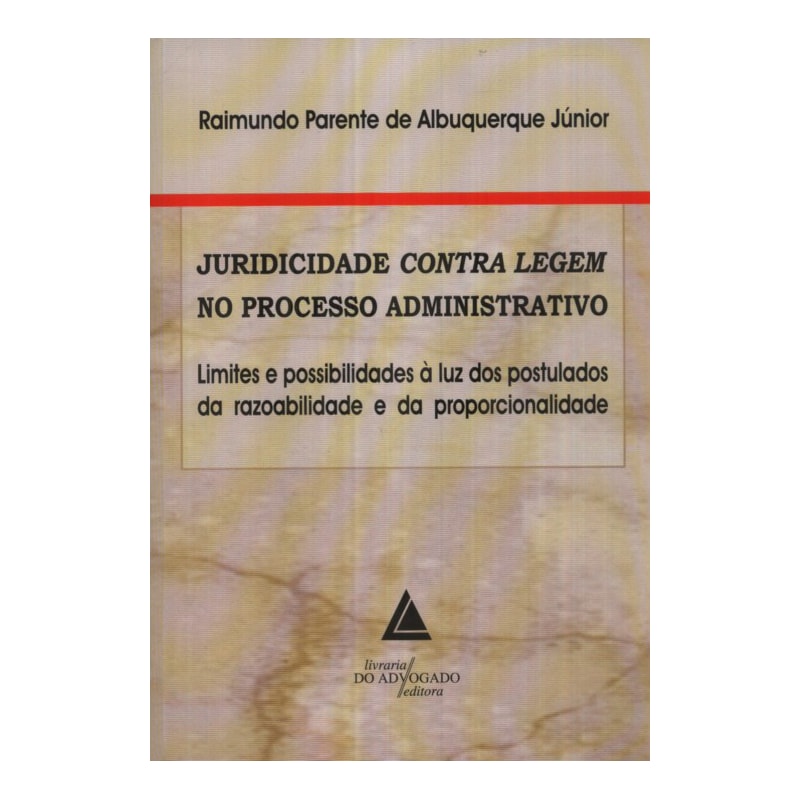 Raimundo Parente de Albuquerque Júnior
JURIDICIDADE CONTRA LEGEM
NO PROCESSO ADMINISTRATIVO
Limites e possibilidades à luz dos postulados
da razoabilidade e da proporcionalidade
livraria
DO ADVOGADO
editora